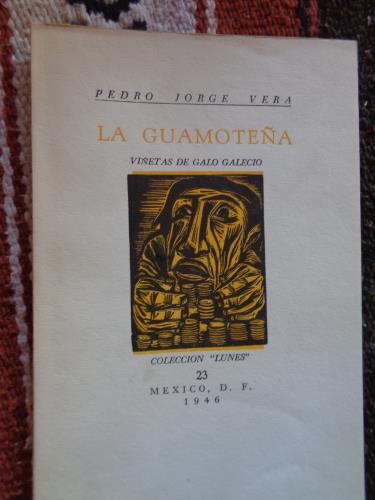 PEDRO JORGE VERA
LA GUAMOTEÑA
VIÑETAS DE GALO GALECIO
COLECCION "LUNES"
23
MEXICO, D. F.
1946